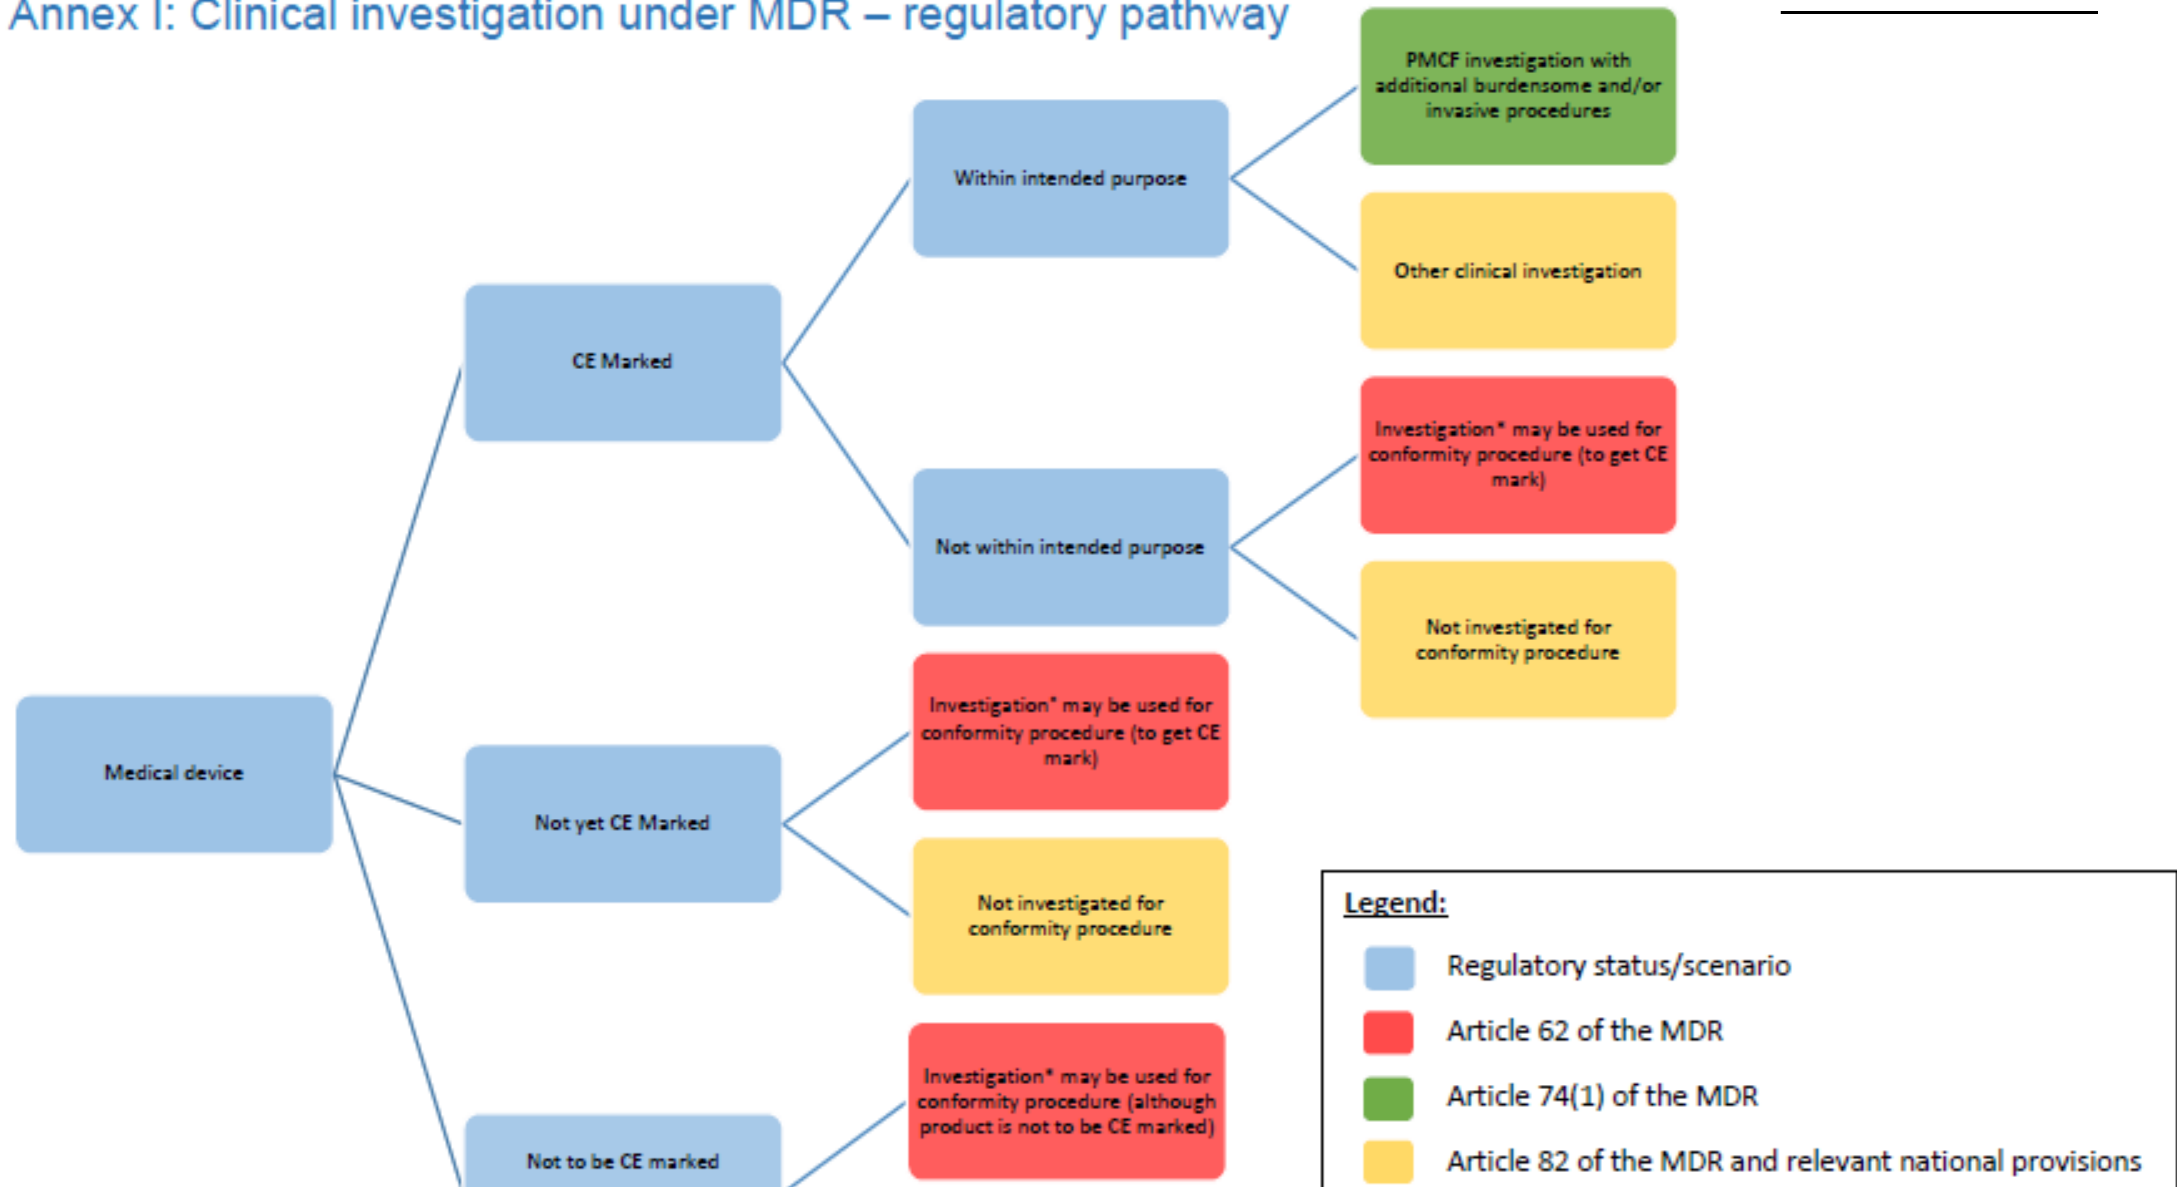 Annex I: Clinical investigation under MDR – regulatory pathway
PMCF investigation with
additional burdensome and/or
invasive procedures
Within intended purpose
Other clinical investigation
CE Marked
Investigation* may be used for
conformity procedure (to get CE
mark)
Not within intended purpose
Not investigated for
conformity procedure
Investigation* may be used for
conformity procedure (to get CE
mark)
Medical device
Not yet CE Marked
Not investigated for
conformity procedure
Investigation* may be used for
conformity procedure (although
product is not to be CE marked)
Not to be CE marked
Legend:
Regulatory status/scenario
Article 62 of the MDR
Article 74(1) of the MDR
Article 82 of the MDR and relevant national provisions